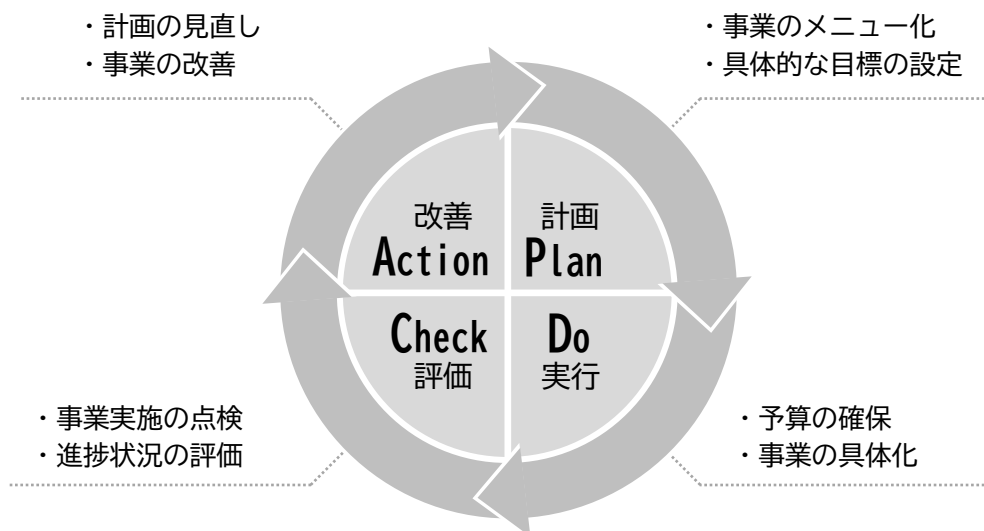 ・計画の見直し
・事業の改善
・事業のメニュー化
・具体的な目標の設定
改善
Action
計画
Plan
Check
評価
Do
実行
・事業実施の点検
・進捗状況の評価
・予算の確保
・事業の具体化